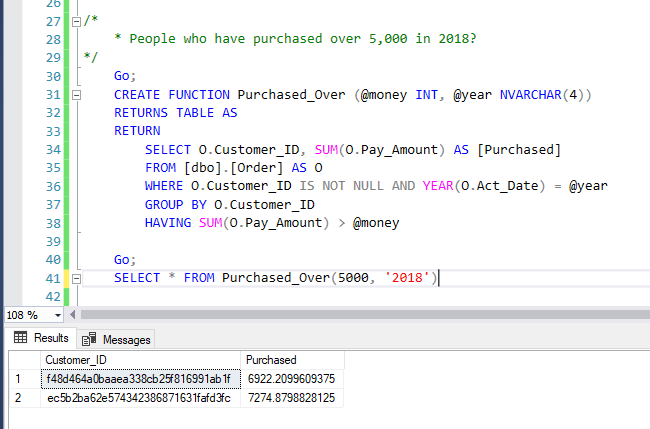 26
27 /*
28 * People who have purchased over 5,000 in 2018?
29 */
30 Go;
31 CREATE FUNCTION Purchased_Over (@money INT, @year NVARCHAR(4))
32 RETURNS TABLE AS
33 RETURN
34 SELECT O.Customer_ID, SUM(O.Pay_Amount) AS [Purchased]
35 FROM [dbo].[Order] AS O
36 WHERE O.Customer_ID IS NOT NULL AND YEAR(O.Act_Date) = @year
37 GROUP BY O.Customer_ID
38 HAVING SUM(O.Pay_Amount) > @money
39
40 Go;
41 SELECT * FROM Purchased_Over(5000, '2018')
42
108 %
Results Messages
Customer_ID Purchased
1 f48d464a0baaea338cb25f816991ab1f 6922.2099609375
2 ec5b2ba62e574342386871631fafd3fc 7274.8798828125